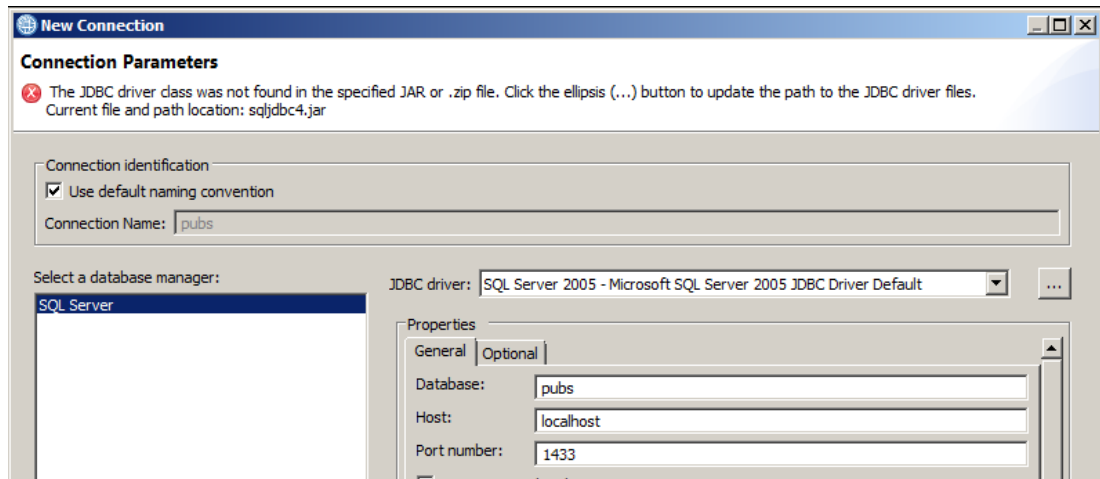 New Connection
Connection Parameters
The JDBC driver class was not found in the specified JAR or .zip file. Click the ellipsis (...) button to update the path to the JDBC driver files.
Current file and path location: sqljdbc4.jar
Connection identification
Use default naming convention
Connection Name: pubs
Select a database manager:
SQL Server
JDBC driver: SQL Server 2005 - Microsoft SQL Server 2005 JDBC Driver Default ...
Properties
General Optional
Database: pubs
Host: localhost
Port number: 1433